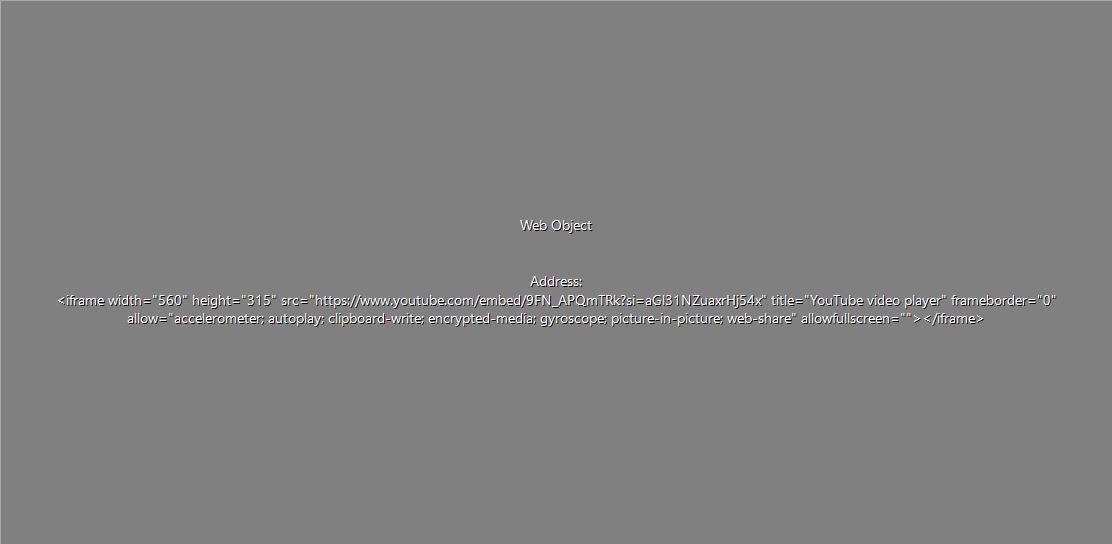 Web Object
Address:
<iframe width="560" height="315" src="https://www.youtube.com/embed/9FN_APQmTRk?si=aGl31NZuaxrHj54x" title="YouTube video player" frameborder="0"
allow="accelerometer; autoplay; clipboard-write; encrypted-media; gyroscope; picture-in-picture; web-share" allowfullscreen=""></iframe>